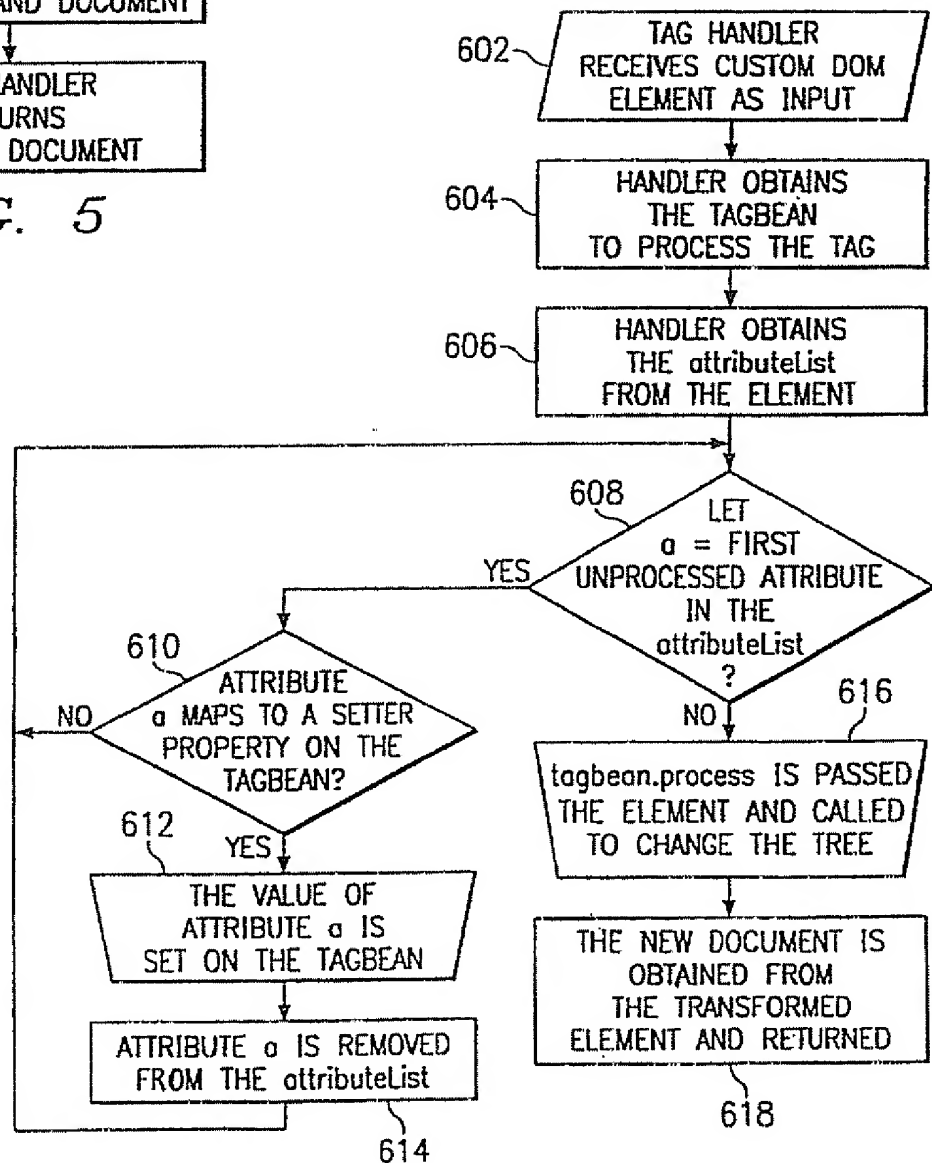 AND DOCUMENT
HANDLER
URNS
DOCUMENT
G. 5
602
TAG HANDLER
RECEIVES CUSTOM DOM
ELEMENT AS INPUT
604
HANDLER OBTAINS
THE TAGBEAN
TO PROCESS THE TAG
606
HANDLER OBTAINS
THE attributeList
FROM THE ELEMENT
608
LET
a = FIRST
UNPROCESSED ATTRIBUTE
IN THE
attributeList
?
YES
NO
610
ATTRIBUTE
a MAPS TO A SETTER
PROPERTY ON THE
TAGBEAN?
NO
YES
612
THE VALUE OF
ATTRIBUTE a IS
SET ON THE TAGBEAN
ATTRIBUTE a IS REMOVED
FROM THE attributeList
614
616
tagbean.process IS PASSED
THE ELEMENT AND CALLED
TO CHANGE THE TREE
THE NEW DOCUMENT IS
OBTAINED FROM
THE TRANSFORMED
ELEMENT AND RETURNED
618